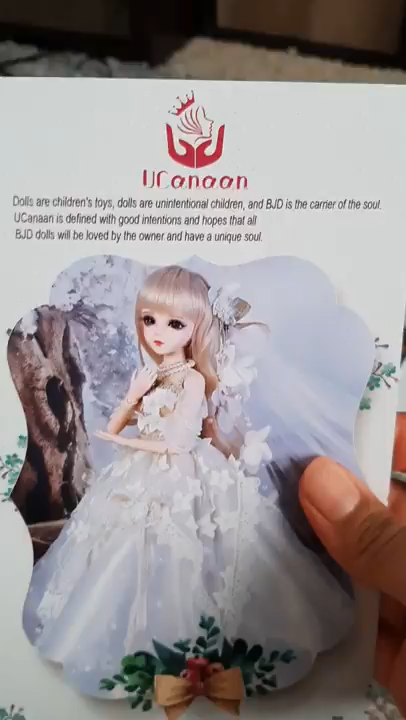 UCanaan
Dolls are children's toys, dolls are unintentional children, and BJD is the carrier of the soul.
UCanaan is defined with good intentions and hopes that all
BJD dolls will be loved by the owner and have a unique soul.